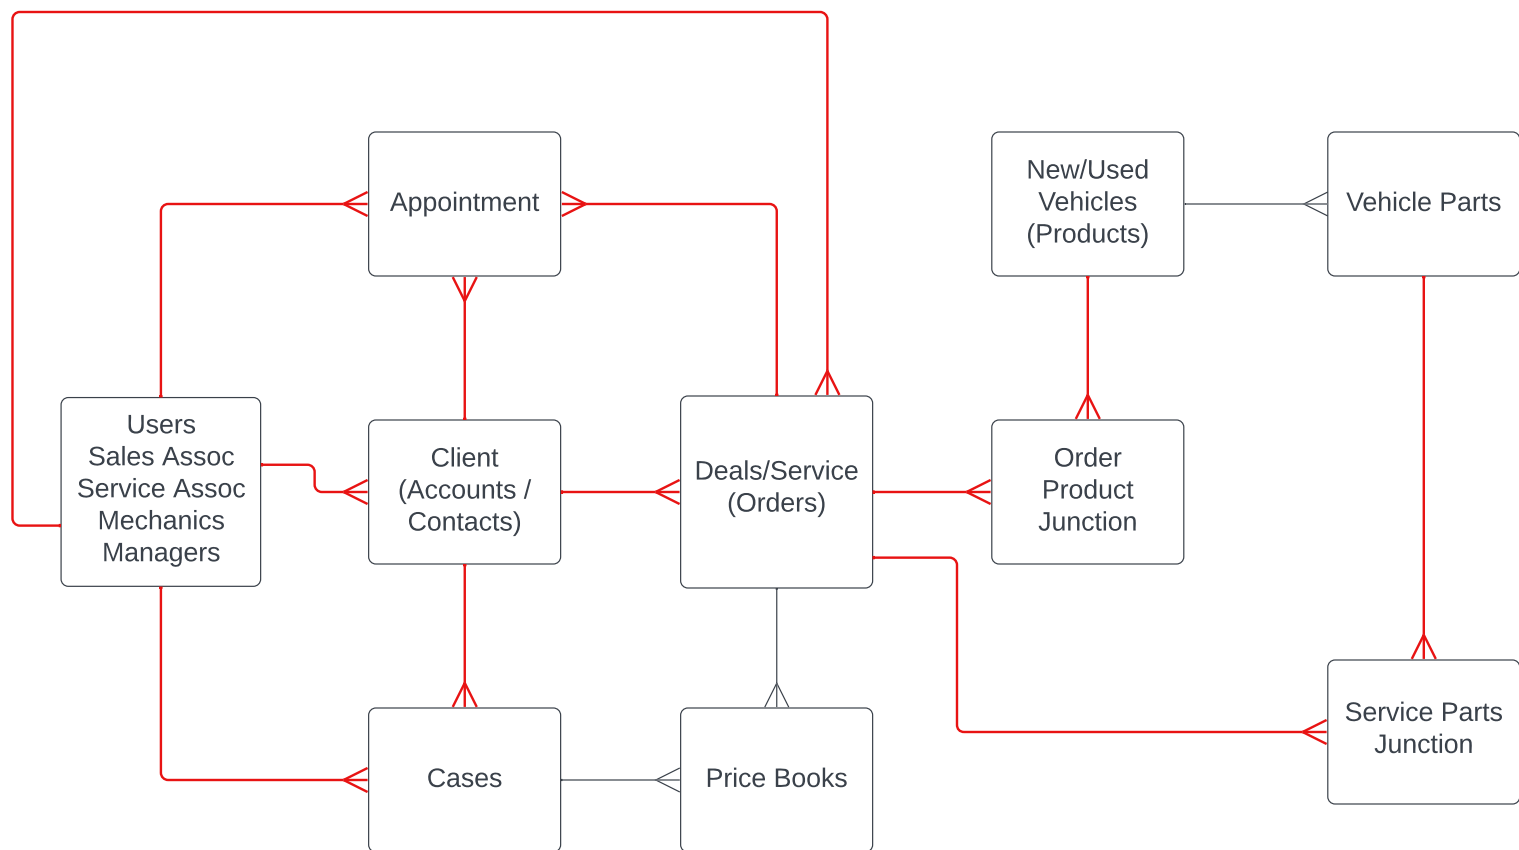 Appointment
New/Used
Vehicles
(Products)
Vehicle Parts
Users
Sales Assoc
Service Assoc
Mechanics
Managers
Client
(Accounts /
Contacts)
Deals/Service
(Orders)
Order
Product
Junction
Cases
Price Books
Service Parts
Junction